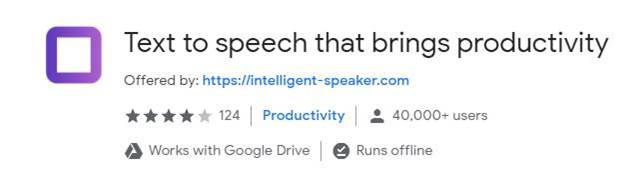 Text to speech that brings productivity
Offered by: https://intelligent-speaker.com
124 Productivity 40,000+ users
Works with Google Drive Runs offline